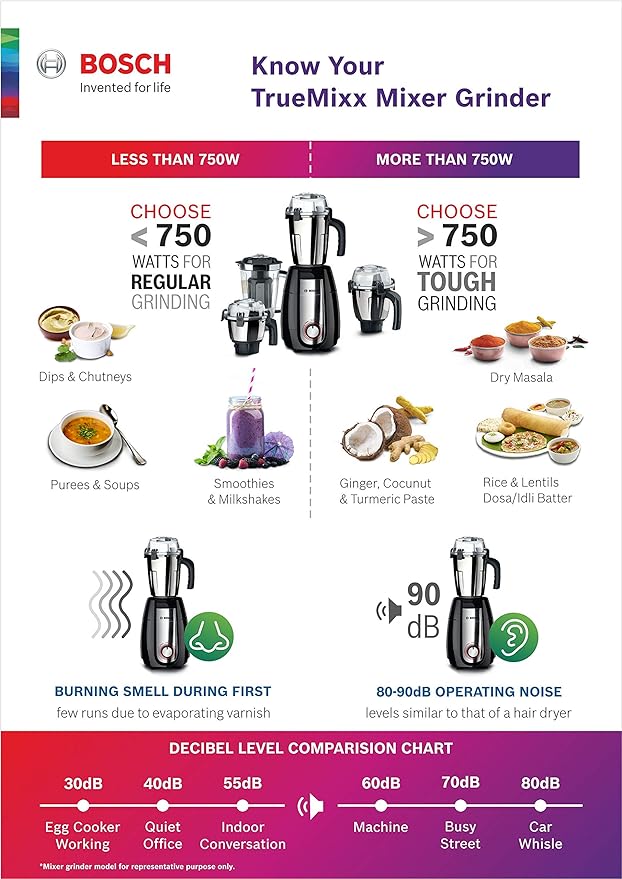 BOSCH
Invented for life
Know Your
TrueMixx Mixer Grinder
LESS THAN 750W
MORE THAN 750W
CHOOSE
< 750
WATTS FOR
REGULAR
GRINDING
CHOOSE
> 750
WATTS FOR
TOUGH
GRINDING
BOSCH
Dips & Chutneys
Dry Masala
Purees & Soups
Smoothies
& Milkshakes
Ginger, Coconut
& Turmeric Paste
Rice & Lentils
Dosa/Idli Batter
90
dB
BURNING SMELL DURING FIRST
few runs due to evaporating varnish
80-90dB OPERATING NOISE
levels similar to that of a hair dryer
DECIBEL LEVEL COMPARISION CHART
30dB
40dB
55dB
60dB
70dB
80dB
Egg Cooker
Working
Quiet
Office
Indoor
Conversation
Machine
Busy
Street
Car
Whisle
*Mixer grinder model for representative purpose only.